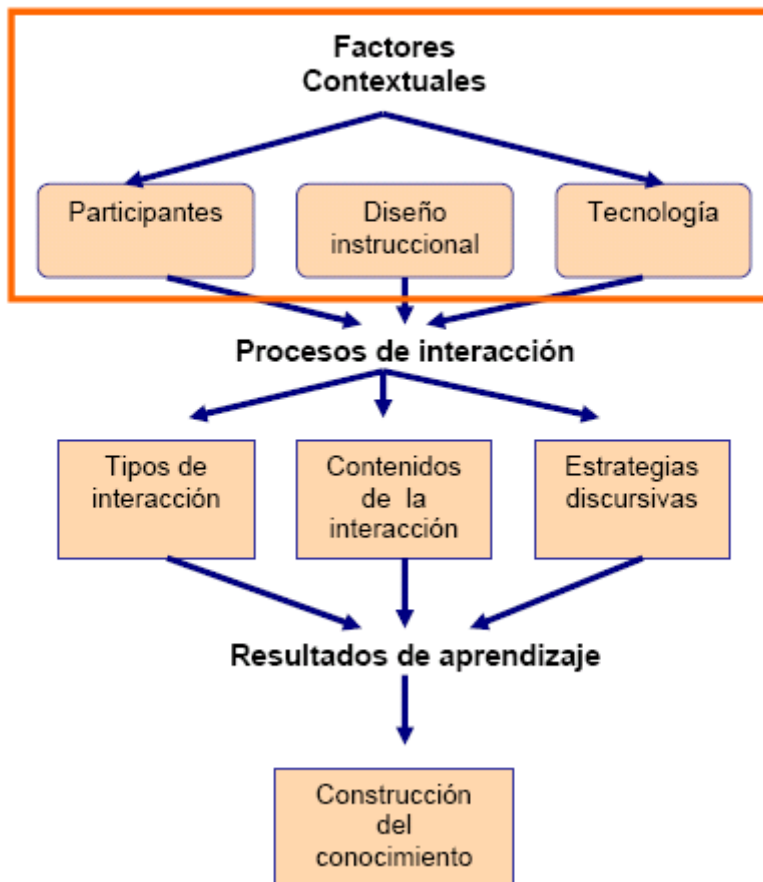 Factores
Contextuales
Participantes
Diseño
instruccional
Tecnología
Procesos de interacción
Tipos de
interacción
Contenidos
de la
interacción
Estrategias
discursivas
Resultados de aprendizaje
Construcción
del
conocimiento